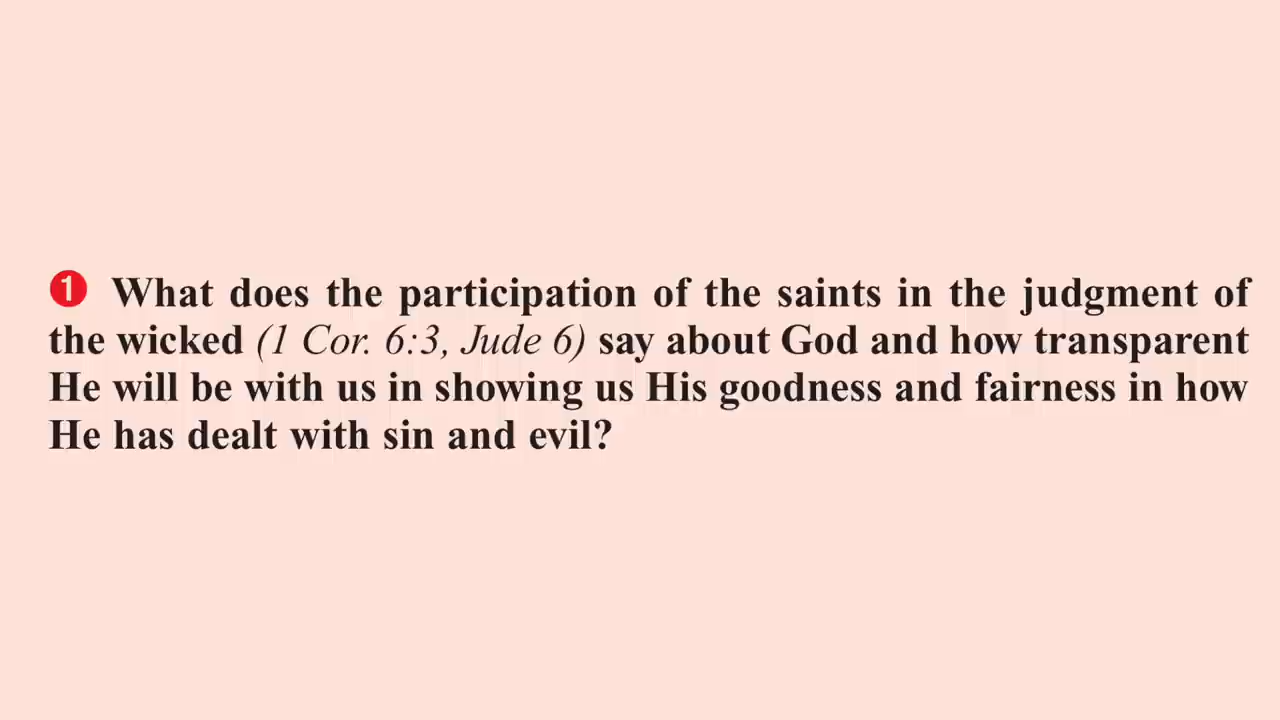 1 What does the participation of the saints in the judgment of
the wicked (1 Cor. 6:3, Jude 6) say about God and how transparent
He will be with us in showing us His goodness and fairness in how
He has dealt with sin and evil?